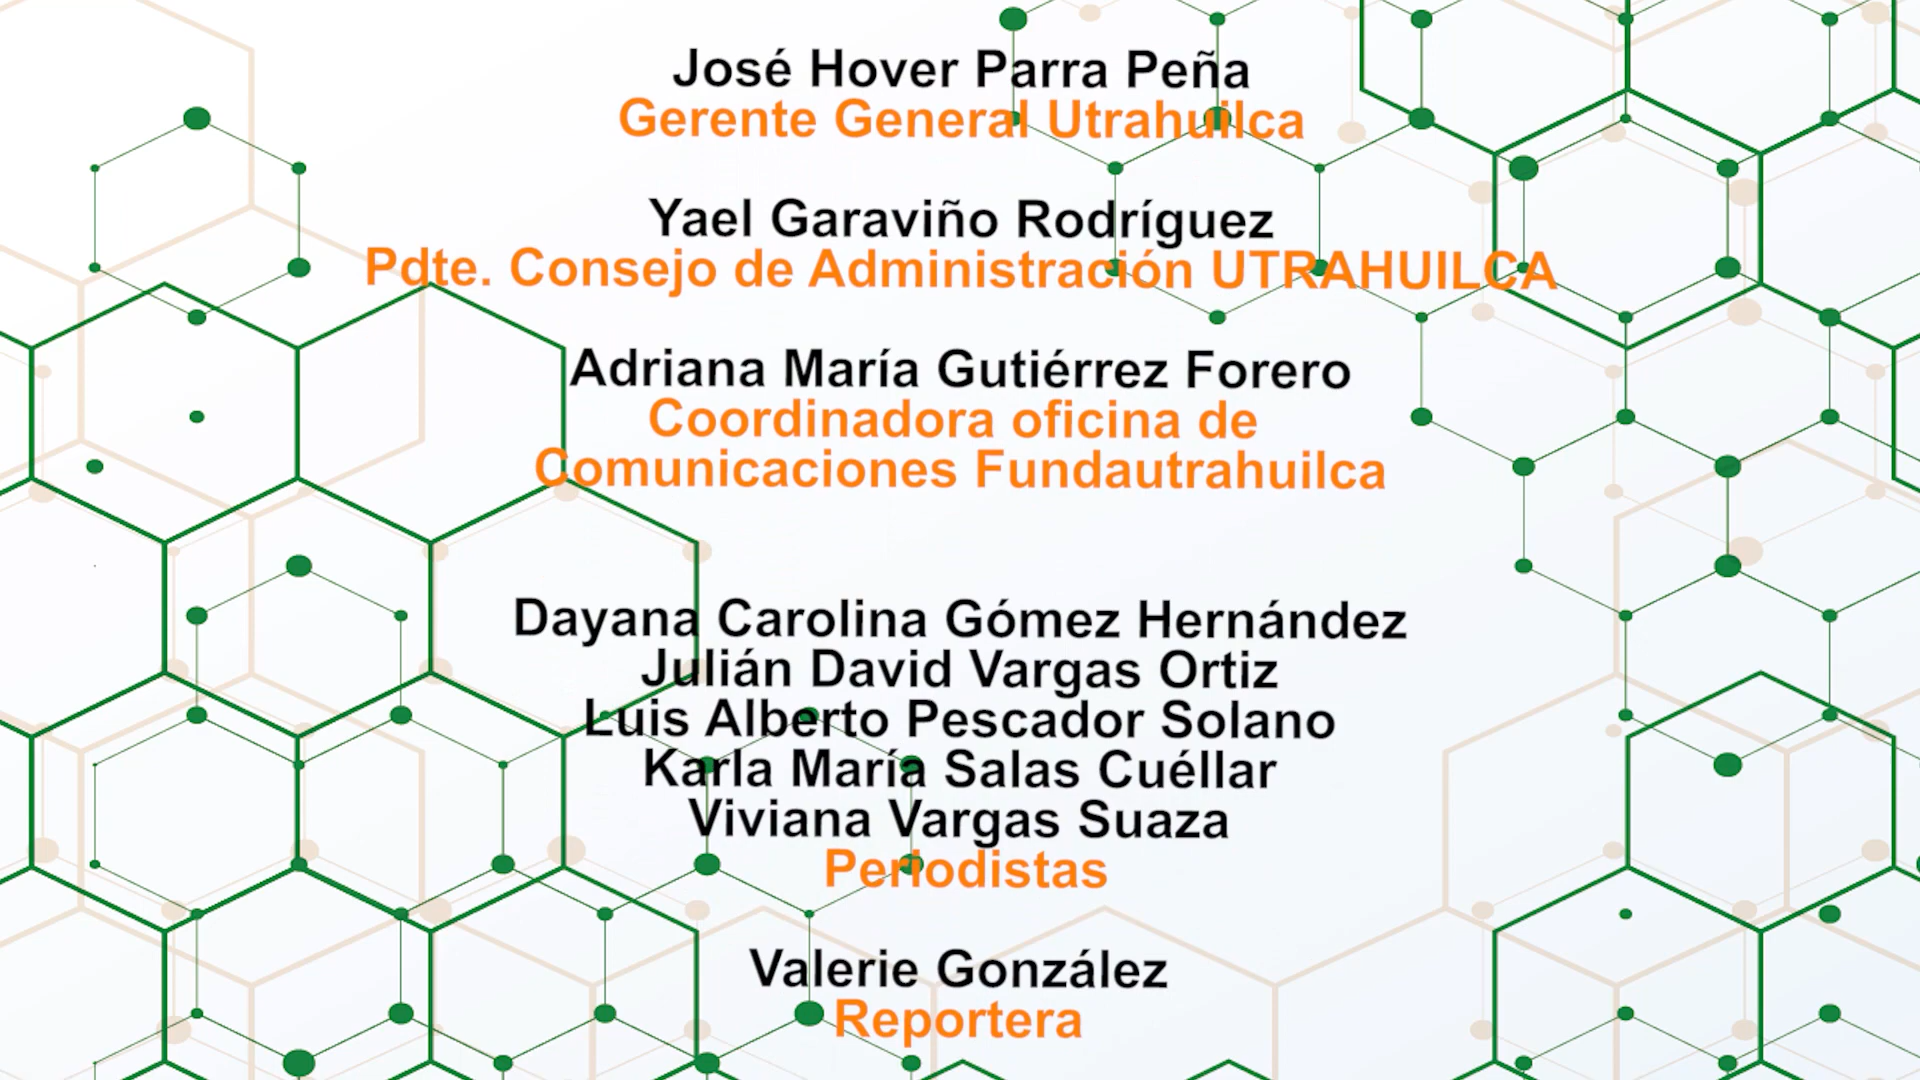 José Hover Parra Peña
Gerente General Utrahuilca
Yael Garaviño Rodríguez
Pdte. Consejo de Administración UTRAHUILCA
Adriana María Gutiérrez Forero
Coordinadora oficina de
Comunicaciones Fundautrahuilca
Dayana Carolina Gómez Hernández
Julián David Vargas Ortiz
Luis Alberto Pescador Solano
Karla María Salas Cuéllar
Viviana Vargas Suaza
Periodistas
Valerie González
Reportera